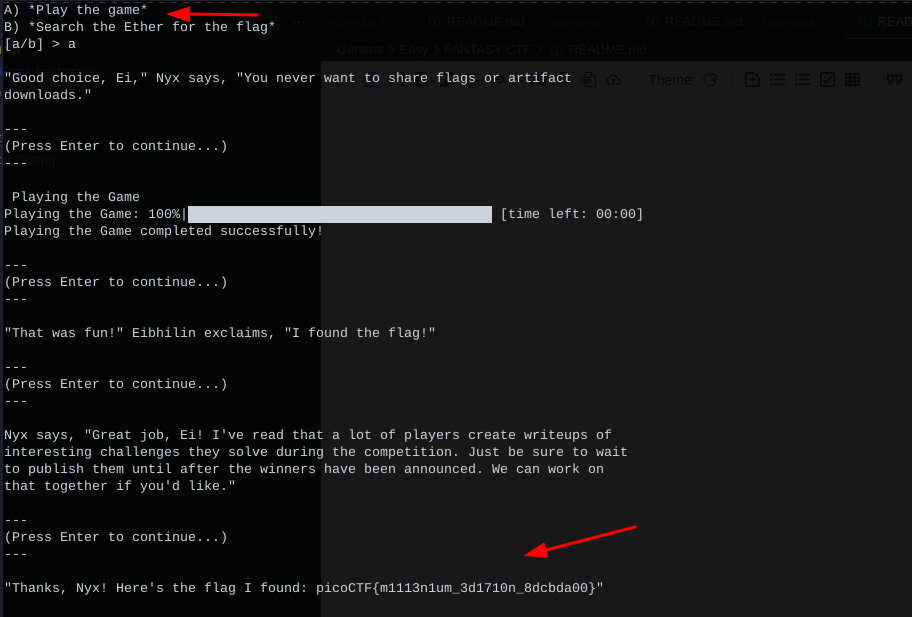 A) *Play the game*
B) *Search the Ether for the flag*
[a/b] > a
README.md
README.md
General > Easy > FANTASY CTF > README.md
"Good choice, Ei," Nyx says, "You never want to share flags or artifact
downloads."
Theme:
---
(Press Enter to continue...)
---
Testing
Playing the Game
Playing the Game: 100%| [time left: 00:00]
Playing the Game completed successfully!
---
(Press Enter to continue...)
---
"That was fun!" Eibhilin exclaims, "I found the flag!"
---
(Press Enter to continue...)
---
Nyx says, "Great job, Ei! I've read that a lot of players create writeups of
interesting challenges they solve during the competition. Just be sure to wait
to publish them until after the winners have been announced. We can work on
that together if you'd like."
---
(Press Enter to continue...)
---
"Thanks, Nyx! Here's the flag I found: picoCTF{m1113n1um_3d1710n_8dcbda00}"